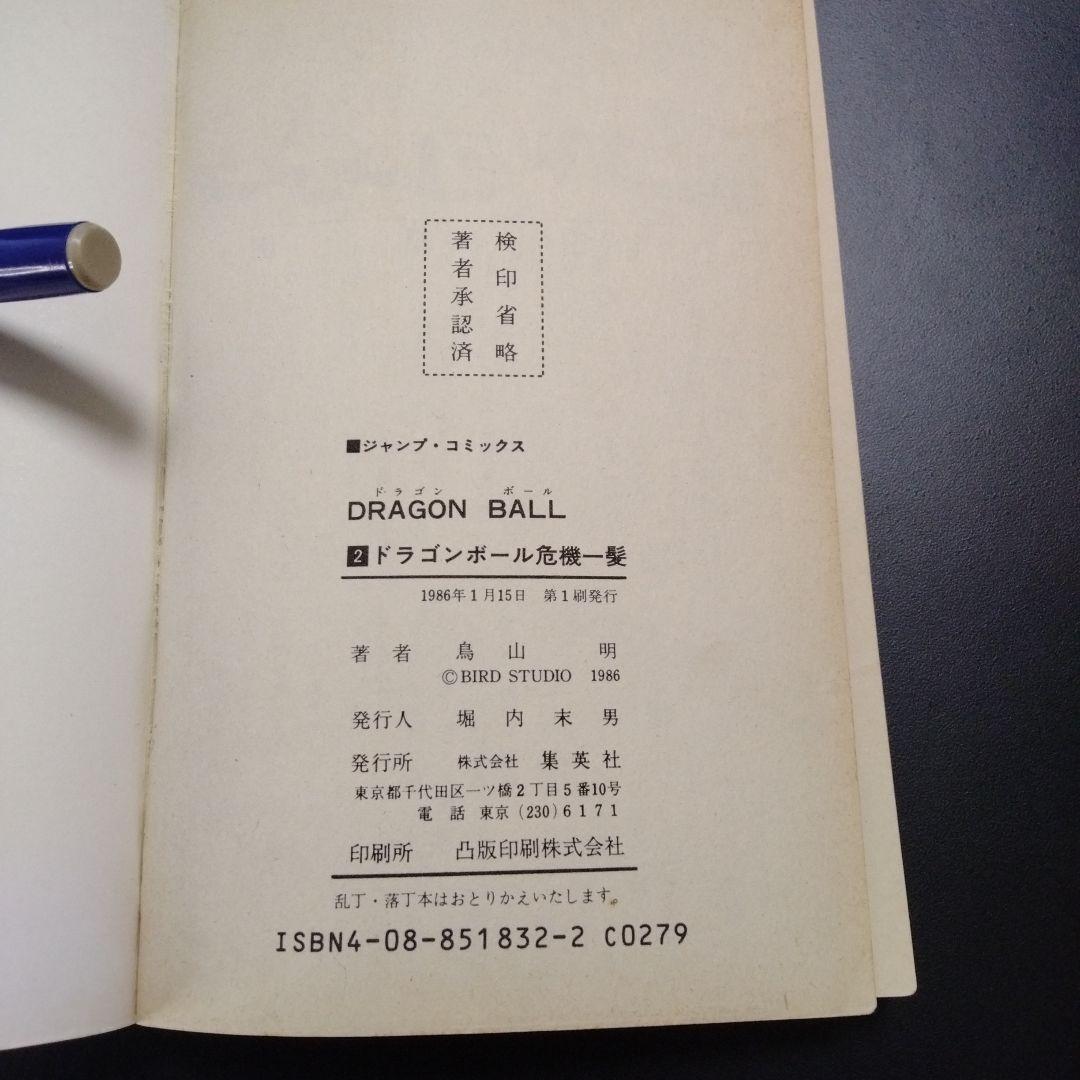 検印省略
著者承認済
■ジャンプ・コミックス
ドラゴン ボール
DRAGON BALL
2 ドラゴンボール危機一髪
1986年1月15日 第1刷発行
著者 鳥山 明
©BIRD STUDIO 1986
発行人 堀内末男
発行所 株式会社 集英社
東京都千代田区一ツ橋2丁目5番10号
電話 東京(230)6171
印刷所 凸版印刷株式会社
乱丁・落丁本はおとりかえいたします。
ISBN4-08-851832-2 C0279